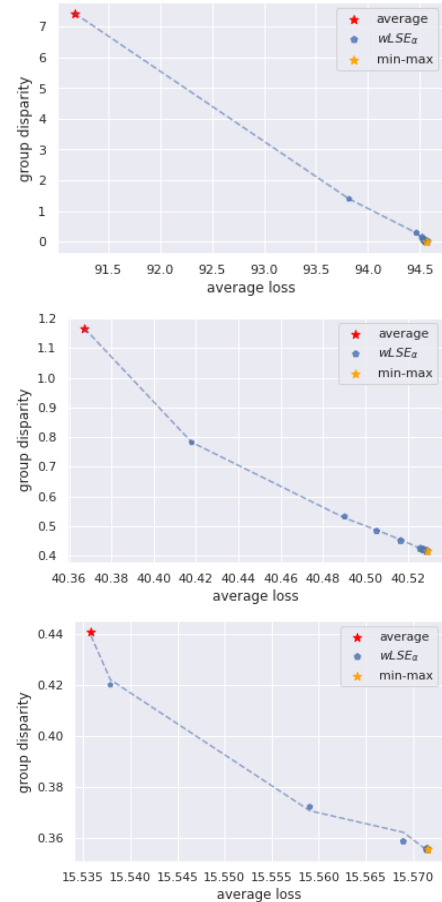 average
wLSEα
min-max
group disparity
7
6
5
4
3
2
1
0
91.5 92.0 92.5 93.0 93.5 94.0 94.5
average loss
average
wLSEα
min-max
group disparity
1.2
1.1
1.0
0.9
0.8
0.7
0.6
0.5
0.4
40.36 40.38 40.40 40.42 40.44 40.46 40.48 40.50 40.52
average loss
average
wLSEα
min-max
group disparity
0.44
0.42
0.40
0.38
0.36
15.535 15.540 15.545 15.550 15.555 15.560 15.565 15.570
average loss